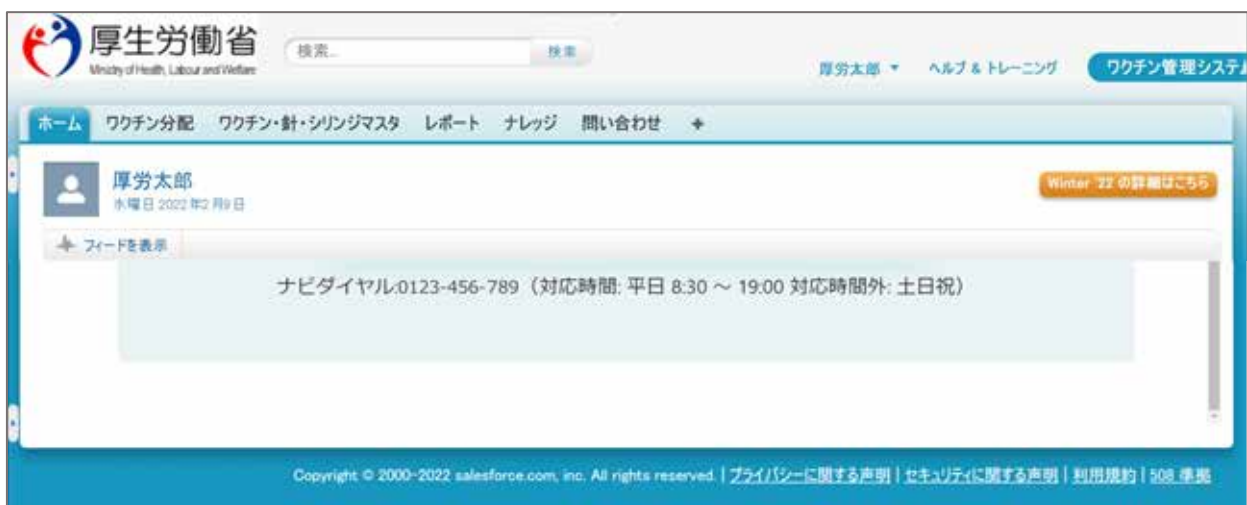 厚生労働省
Ministry of Health, Labour and Welfare
検索...
検索
厚労太郎
ヘルプ & トレーニング
ワクチン管理システム
ホーム ワクチン分配 ワクチン・針・シリンジマスタ レポート ナレッジ 問い合わせ +
厚労太郎
水曜日 2022年2月9日
Winter '22 の詳細はこちら
フィードを表示
ナビダイヤル:0123-456-789（対応時間: 平日 8:30 ～ 19:00 対応時間外: 土日祝）
Copyright © 2000-2022 salesforce.com, inc. All rights reserved. | プライバシーに関する声明 | セキュリティに関する声明 | 利用規約 | 508 準拠